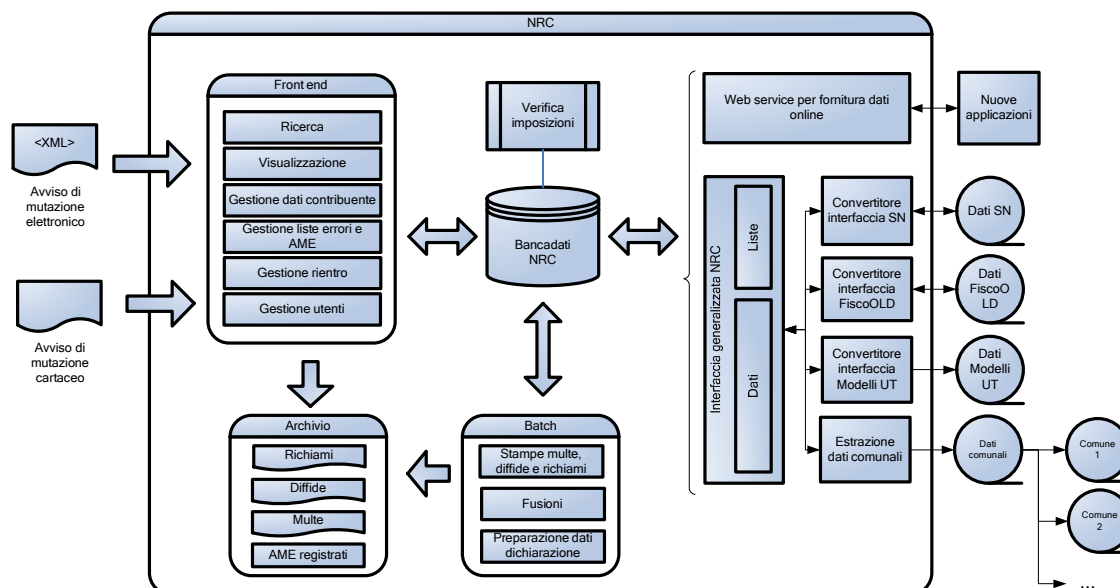 NRC
Front end
Ricerca
Visualizzazione
Gestione dati contribuente
Gestione liste errori e
AME
Gestione rientro
Gestione utenti
<XML>
Avviso di
mutazione
elettronico
Avviso di
mutazione
cartaceo
Verifica
imposizioni
Bancadati
NRC
Archivio
Richiami
Diffide
Multe
AME registrati
Batch
Stampe multe,
diffide e richiami
Fusioni
Preparazione dati
dichiarazione
Web service per fornitura dati
online
Nuove
applicazioni
Interfaccia generalizzata NRC
Liste
Dati
Convertitore
interfaccia SN
Dati SN
Convertitore
interfaccia
FiscoOLD
Dati
FiscoO
LD
Convertitore
interfaccia
Modelli UT
Dati
Modelli
UT
Estrazione
dati comunali
Dati
comunali
Comune
1
Comune
2
...